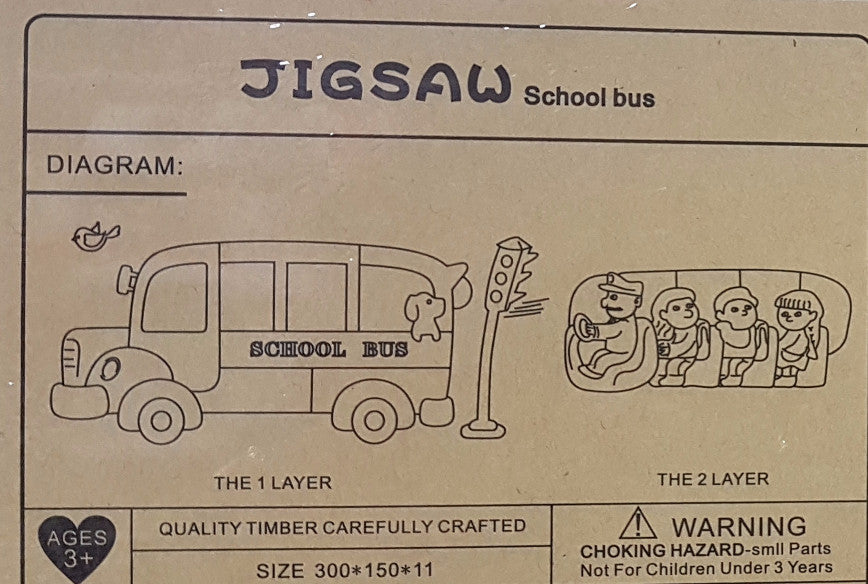 JIGSAW School bus
DIAGRAM:
SCHOOL BUS
THE 1 LAYER
THE 2 LAYER
AGES
3+
QUALITY TIMBER CAREFULLY CRAFTED
SIZE 300*150*11
WARNING
CHOKING HAZARD-smll Parts
Not For Children Under 3 Years